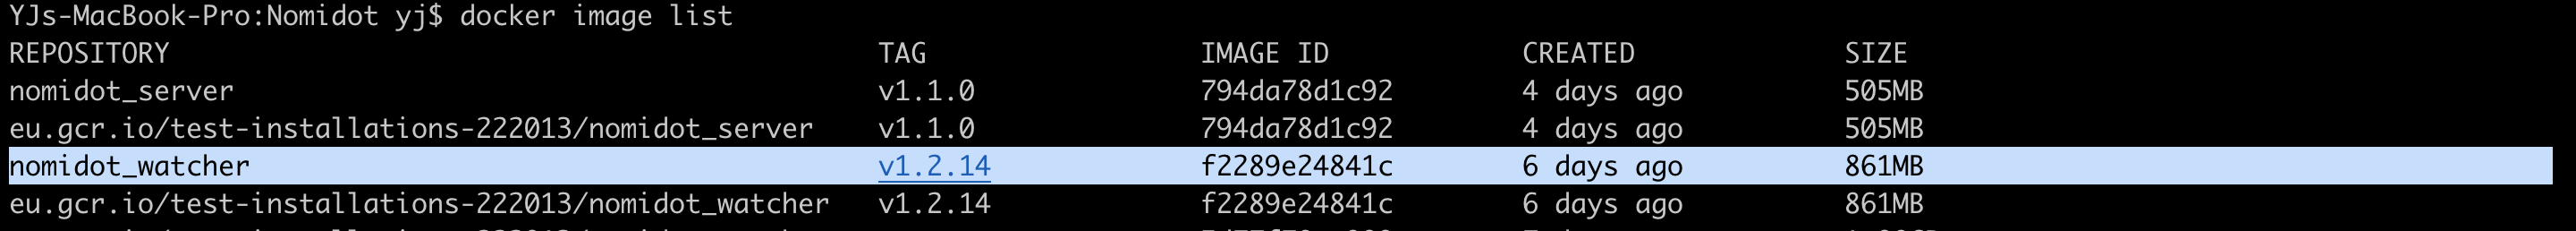 YJs-MacBook-Pro:Nomidot yj$ docker image list
REPOSITORY TAG IMAGE ID CREATED SIZE
nomidot_server v1.1.0 794da78d1c92 4 days ago 505MB
eu.gcr.io/test-installations-222013/nomidot_server v1.1.0 794da78d1c92 4 days ago 505MB
nomidot_watcher v1.2.14 f2289e24841c 6 days ago 861MB
eu.gcr.io/test-installations-222013/nomidot_watcher v1.2.14 f2289e24841c 6 days ago 861MB